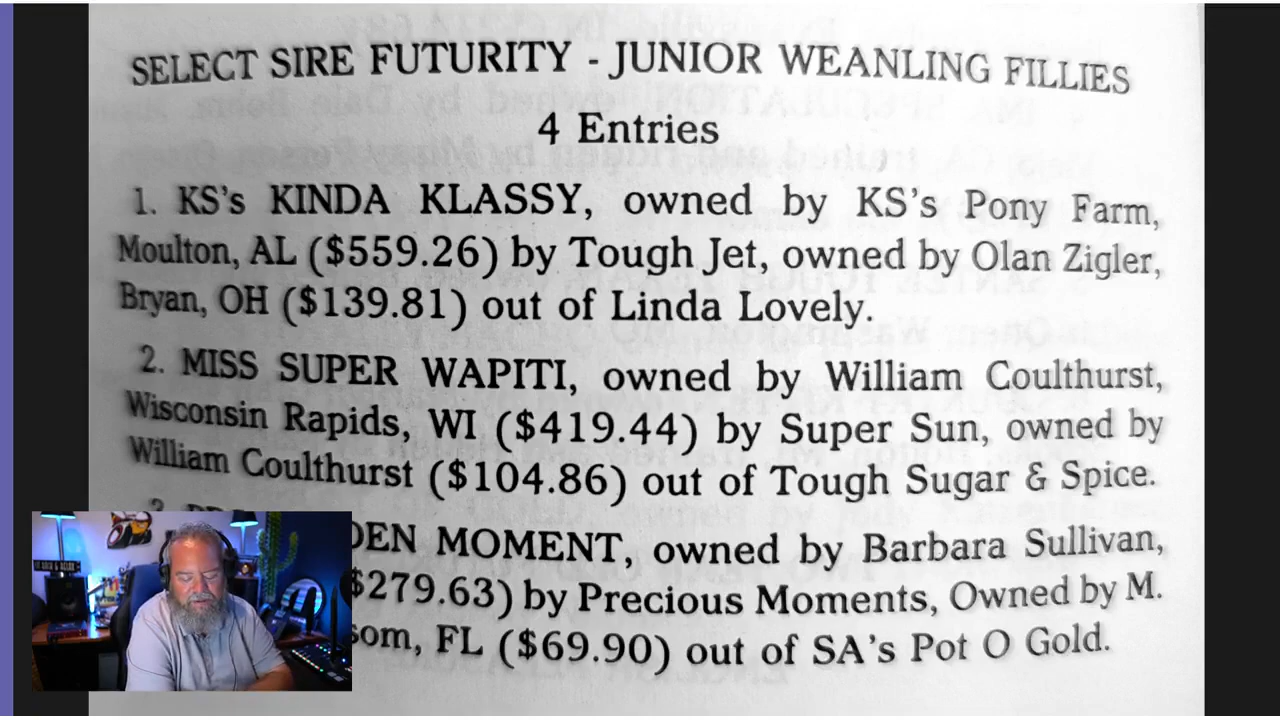 SELECT SIRE FUTURITY - JUNIOR WEANLING FILLIES
4 Entries
1. KS's KINDA KLASSY, owned by KS's Pony Farm,
Moulton, AL ($559.26) by Tough Jet, owned by Olan Zigler,
Bryan, OH ($139.81) out of Linda Lovely.
2. MISS SUPER WAPITI, owned by William Coulthurst,
Wisconsin Rapids, WI ($419.44) by Super Sun, owned by
William Coulthurst ($104.86) out of Tough Sugar & Spice.
MOMENT, owned by Barbara Sullivan,
$279.63) by Precious Moments, Owned by M.
FL ($69.90) out of SA's Pot O Gold.